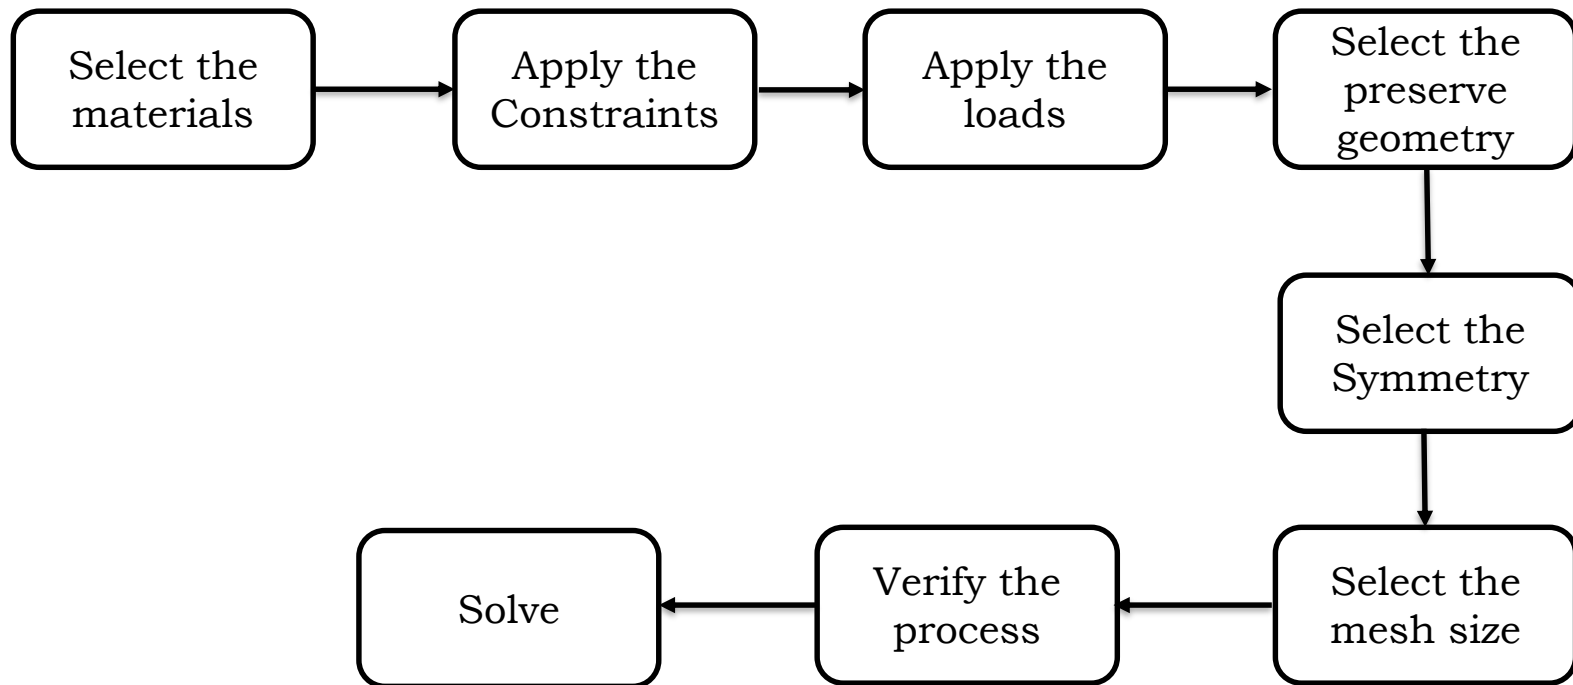 Select the
materials
Apply the
Constraints
Apply the
loads
Select the
preserve
geometry
Select the
Symmetry
Select the
mesh size
Verify the
process
Solve